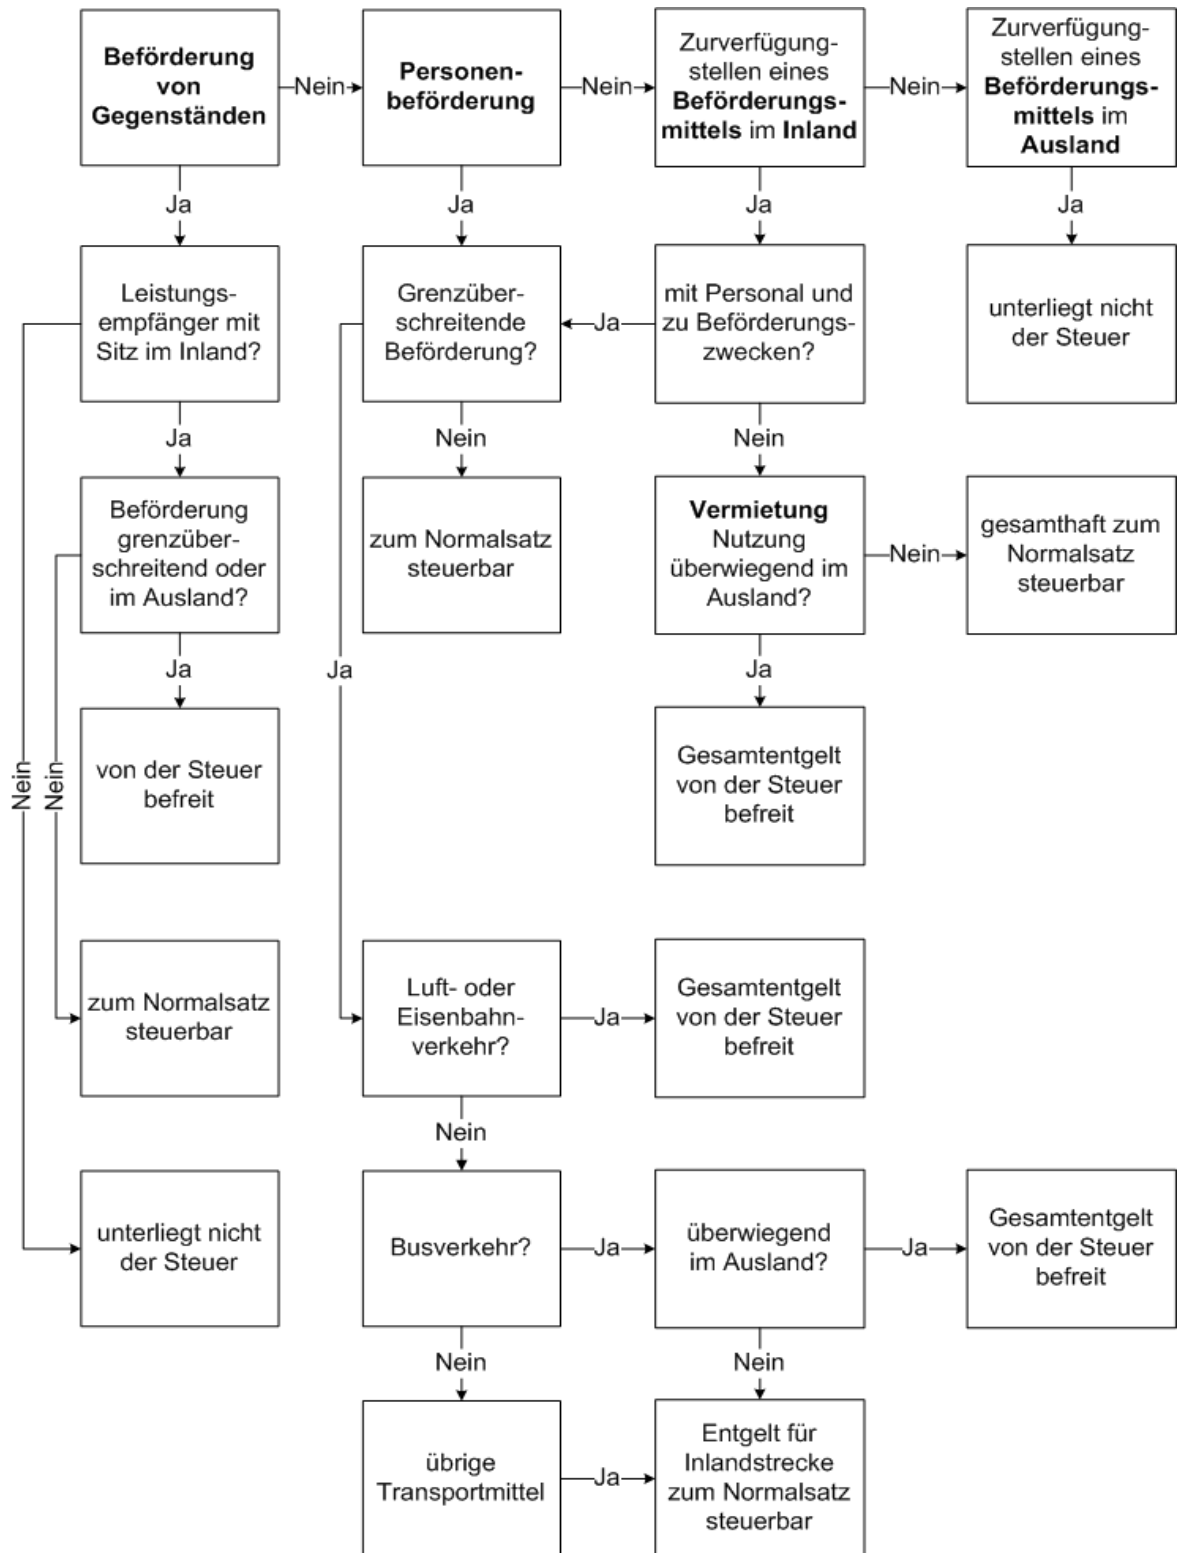 Beförderung
von
Gegenständen
Nein
Personen-
beförderung
Nein
Zurverfügung-
stellen eines
Beförderungs-
mittels im Inland
Nein
Zurverfügung-
stellen eines
Beförderungs-
mittels im
Ausland
Ja
Ja
Ja
Ja
Leistungs-
empfänger mit
Sitz im Inland?
Grenzüber-
schreitende
Beförderung?
Ja
mit Personal und
zu Beförderungs-
zwecken?
unterliegt nicht
der Steuer
Ja
Nein
Nein
Beförderung
grenzüber-
schreitend oder
im Ausland?
zum Normalsatz
steuerbar
Vermietung
Nutzung
überwiegend im
Ausland?
Nein
gesamthaft zum
Normalsatz
steuerbar
Ja
Ja
Ja
Nein
Nein
von der Steuer
befreit
Gesamtentgelt
von der Steuer
befreit
zum Normalsatz
steuerbar
Luft- oder
Eisenbahn-
verkehr?
Ja
Gesamtentgelt
von der Steuer
befreit
Nein
unterliegt nicht
der Steuer
Busverkehr?
Ja
überwiegend
im Ausland?
Ja
Gesamtentgelt
von der Steuer
befreit
Nein
Nein
übrige
Transportmittel
Ja
Entgelt für
Inlandstrecke
zum Normalsatz
steuerbar